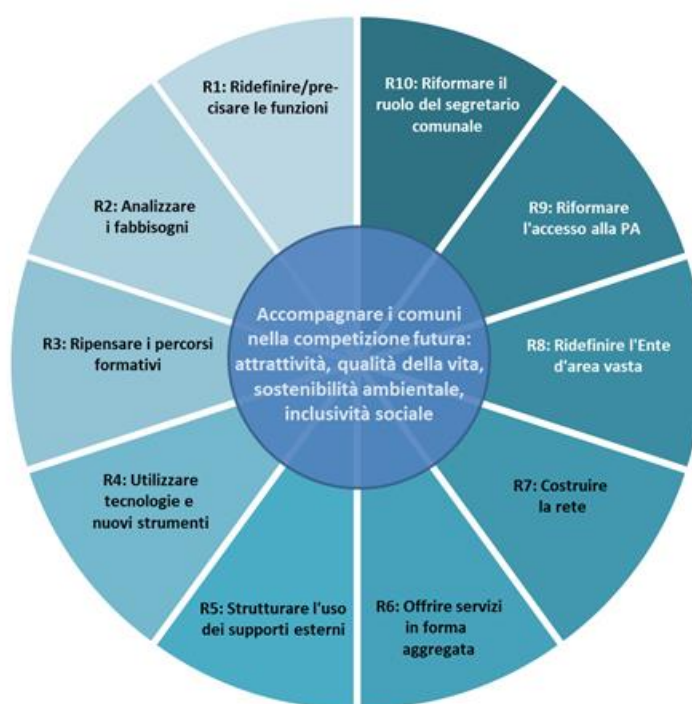 R1: Ridefinire/pre-
cisare le funzioni
R2: Analizzare
i fabbisogni
R3: Ripensare i percorsi
formativi
R4: Utilizzare
tecnologie e
nuovi strumenti
R5: Strutturare l'uso
dei supporti esterni
R6: Offrire servizi
in forma
aggregata
R7: Costruire
la rete
R8: Ridefinire l'Ente
d'area vasta
R9: Riformare
l'accesso alla PA
R10: Riformare il
ruolo del segretario
comunale
Accompagnare i comuni
nella competizione futura:
attrattività, qualità della vita,
sostenibilità ambientale,
inclusività sociale